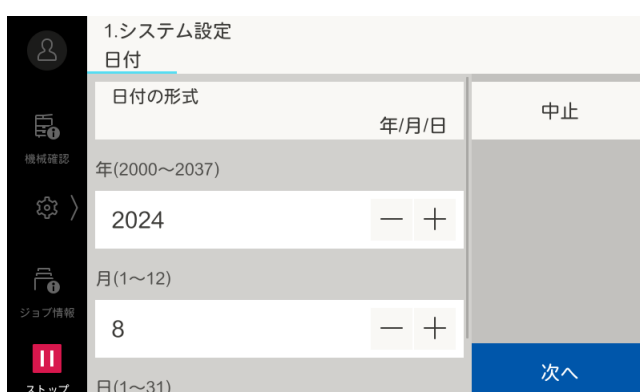 1.システム設定
日付
日付の形式
年/月/日
中止
機械確認
年(2000〜2037)
2024
月(1〜12)
ジョブ情報
8
ストップ
日(1〜31)
次へ